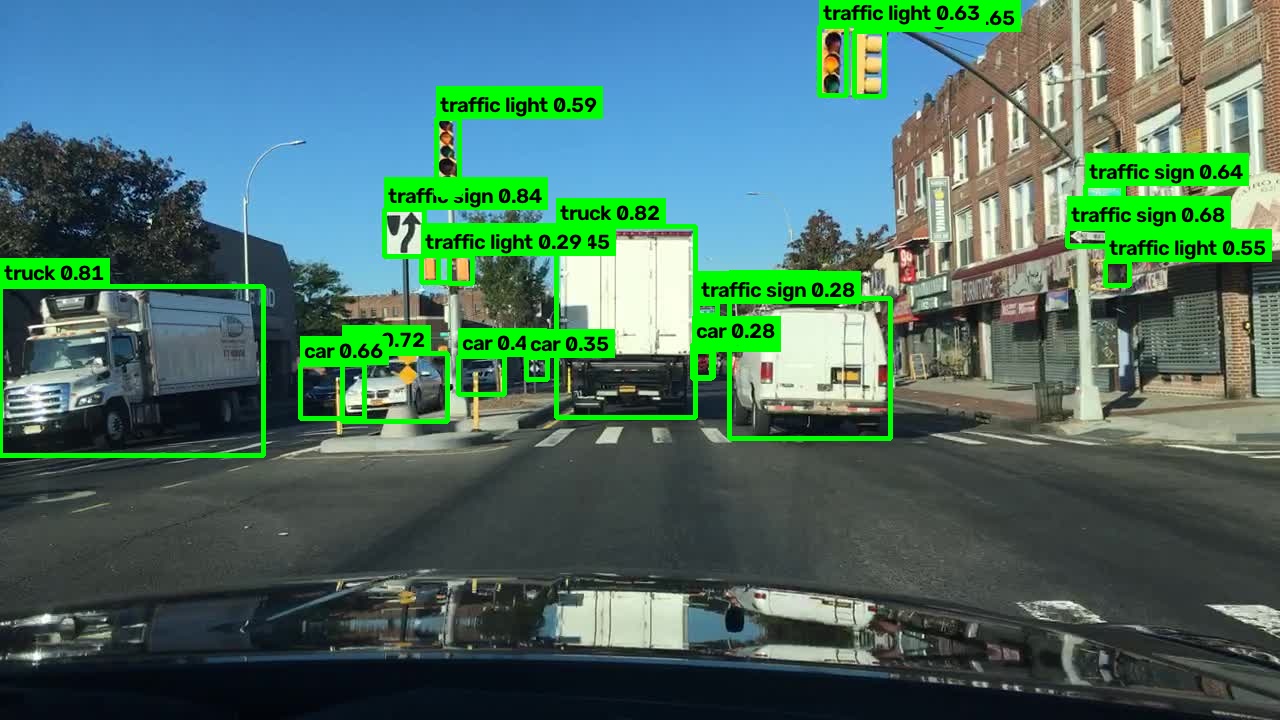 traffic light 0.63
.65
traffic light 0.59
traffic sign 0.64
traffic sign 0.84
truck 0.82
traffic sign 0.68
traffic light 0.29
45
traffic light 0.55
truck 0.81
traffic sign 0.28
FURNITURE
car 0.28
0.72
car 0.66
car 0.4
car 0.35